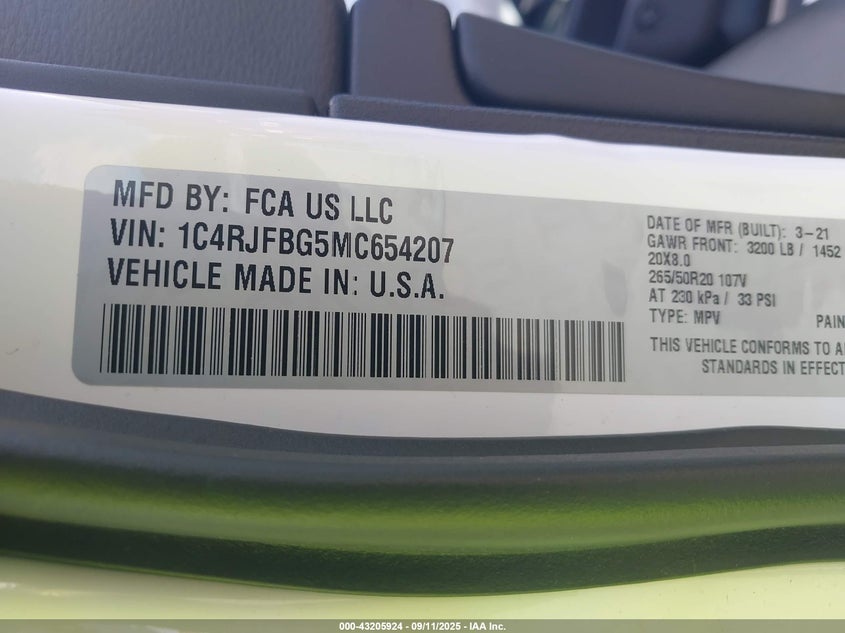 MFD BY: FCA US LLC
VIN: 1C4RJFBG5MC654207
VEHICLE MADE IN: U.S.A.
DATE OF MFR (BUILT): 3-21
GAWR FRONT: 3200 LB / 1452
20X8.0
265/50R20 107V
AT 230 kPa / 33 PSI
TYPE: MPV PAIN
THIS VEHICLE CONFORMS TO A
STANDARDS IN EFFECT
000-43205924 - 09/11/2025 - IAA Inc.